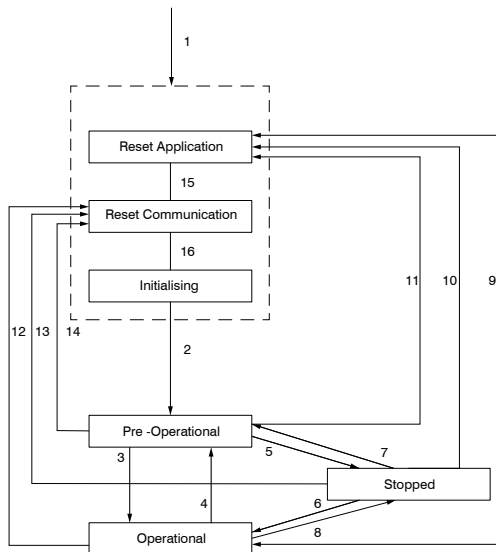 1
Reset Application
15
Reset Communication
16
Initialising
11
10
9
12
13
14
2
Pre -Operational
3
5
7
Stopped
4
6
8
Operational